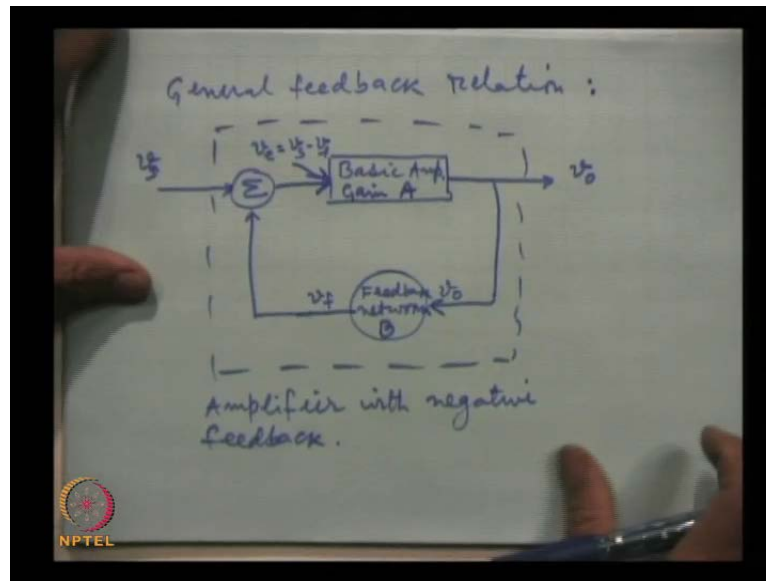 General feedback relation :
vs
ve = vs - vf
Σ
Basic Amp.
Gain A
vo
vf
Feedback
network
B
vo
Amplifier with negative
feedback.
NPTEL